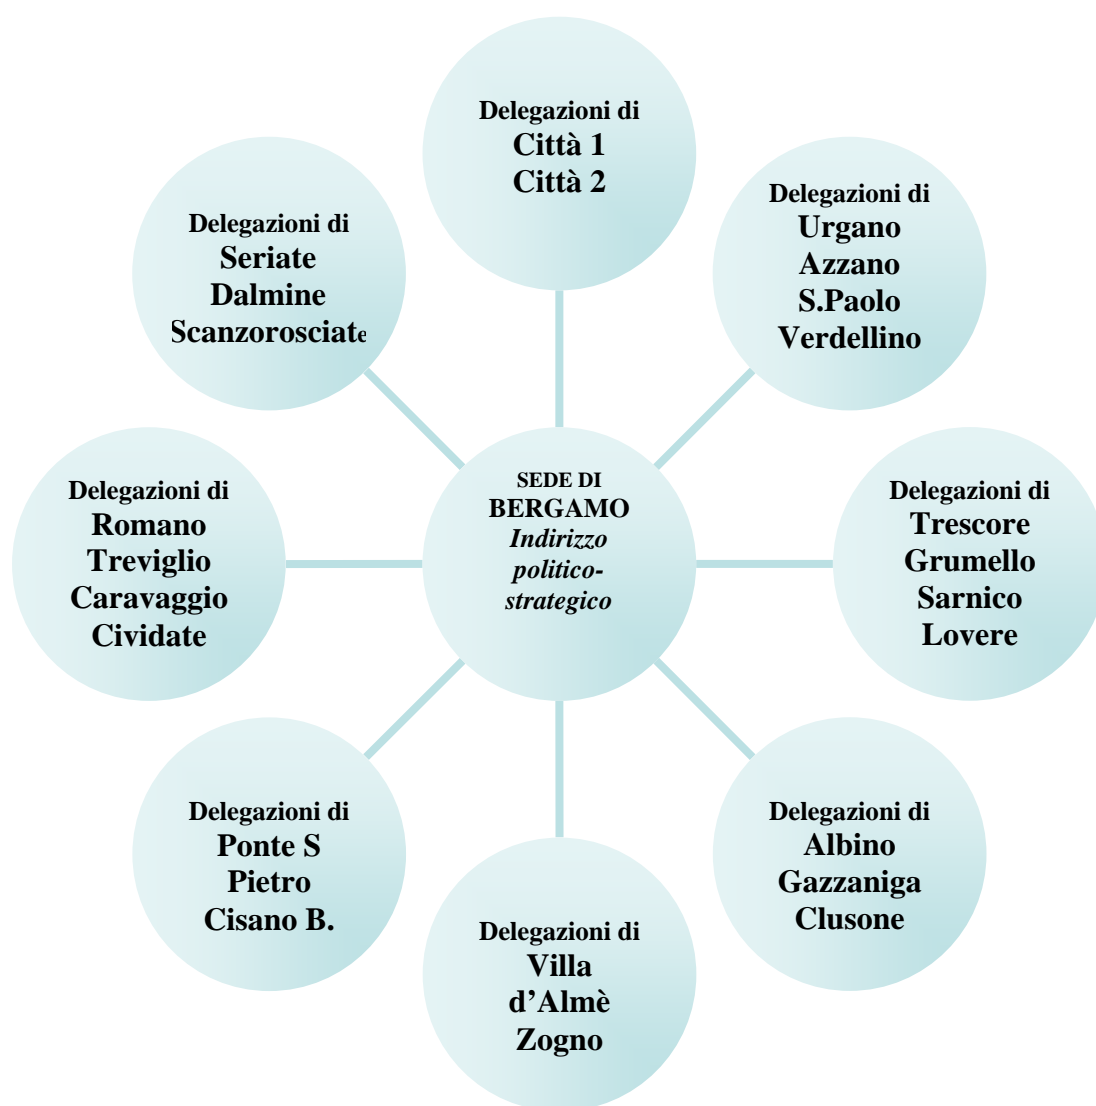 Delegazioni di
Città 1
Città 2
Delegazioni di
Urgano
Azzano
S.Paolo
Verdellino
Delegazioni di
Trescore
Grumello
Sarnico
Lovere
Delegazioni di
Albino
Gazzaniga
Clusone
Delegazioni di
Villa
d’Almè
Zogno
Delegazioni di
Ponte S
Pietro
Cisano B.
Delegazioni di
Romano
Treviglio
Caravaggio
Cividate
Delegazioni di
Seriate
Dalmine
Scanzorosciate
SEDE DI
BERGAMO
Indirizzo
politico-
strategico